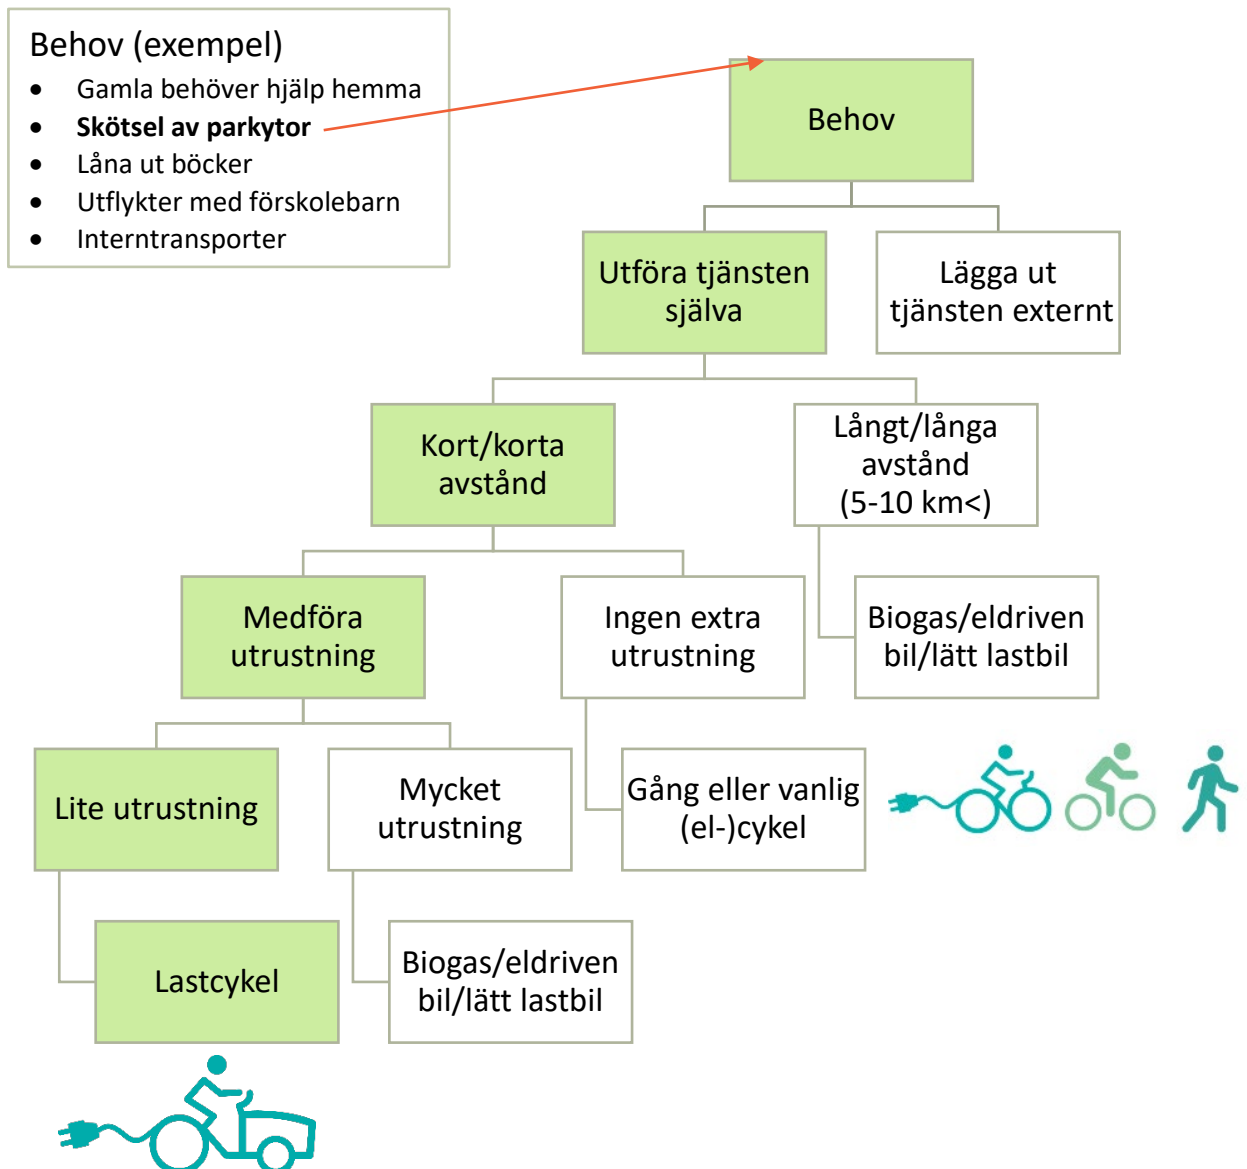 Behov (exempel)
• Gamla behöver hjälp hemma
• Skötsel av parkytor
• Låna ut böcker
• Utflykter med förskolebarn
• Interntransporter
Behov
Utföra tjänsten
själva
Lägga ut
tjänsten externt
Kort/korta
avstånd
Långt/långa
avstånd
(5-10 km<)
Medföra
utrustning
Ingen extra
utrustning
Biogas/eldriven
bil/lätt lastbil
Lite utrustning
Mycket
utrustning
Gång eller vanlig
(el-)cykel
Lastcykel
Biogas/eldriven
bil/lätt lastbil